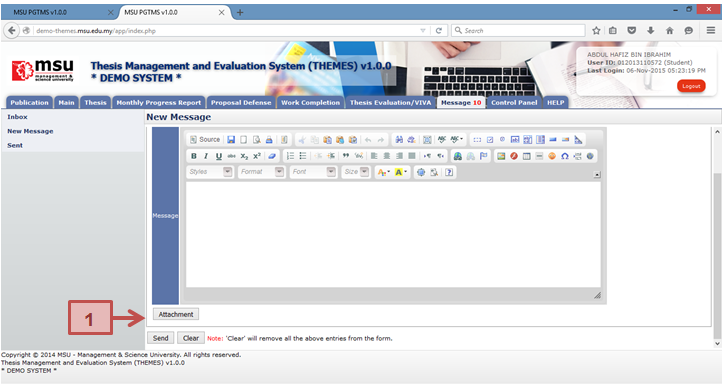 MSU PGTMS v1.0.0
MSU PGTMS v1.0.0
demo-themes.msu.edu.my/app/index.php
Search
msu
management &
science university
Thesis Management and Evaluation System (THEMES) v1.0.0
* DEMO SYSTEM *
ABDUL HAFIZ BIN IBRAHIM
User ID: 012013110572 (Student)
Last Login: 06-Nov-2015 05:23:19 PM
Logout
Publication Main Thesis Monthly Progress Report Proposal Defense Work Completion Thesis Evaluation/VIVA Message 10 Control Panel HELP
Inbox
New Message
Sent
New Message
Source
B I U abc X₂ X²
Styles Format Font Size
Message
Attachment
1
Send Clear Note: 'Clear' will remove all the above entries from the form.
Copyright © 2014 MSU - Management & Science University. All rights reserved.
Thesis Management and Evaluation System (THEMES) v1.0.0
* DEMO SYSTEM *